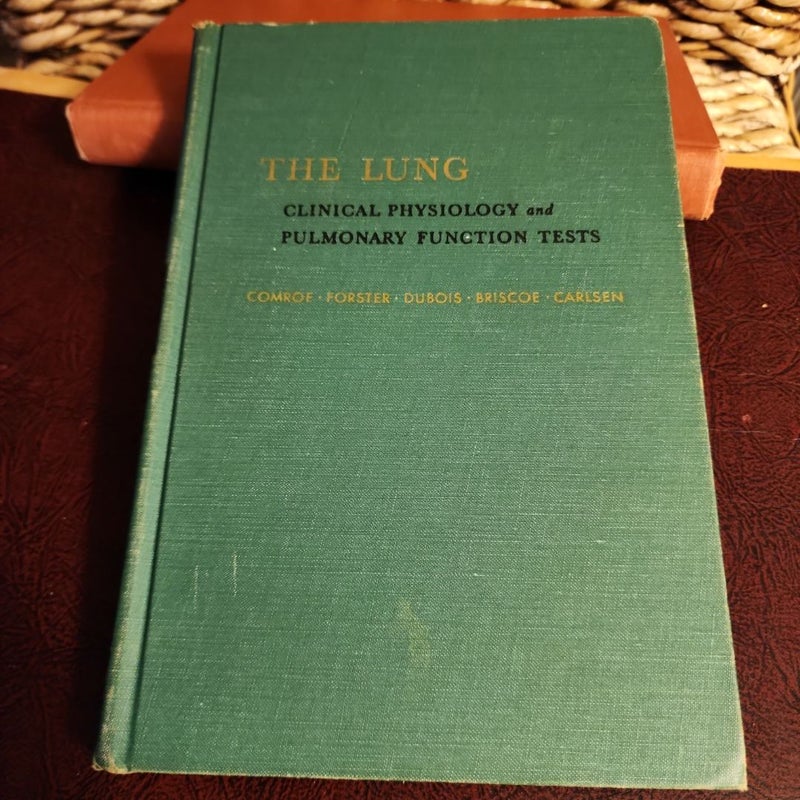 THE LUNG
CLINICAL PHYSIOLOGY and
PULMONARY FUNCTION TESTS
COMROE · FORSTER · DUBOIS · BRISCOE · CARLSEN